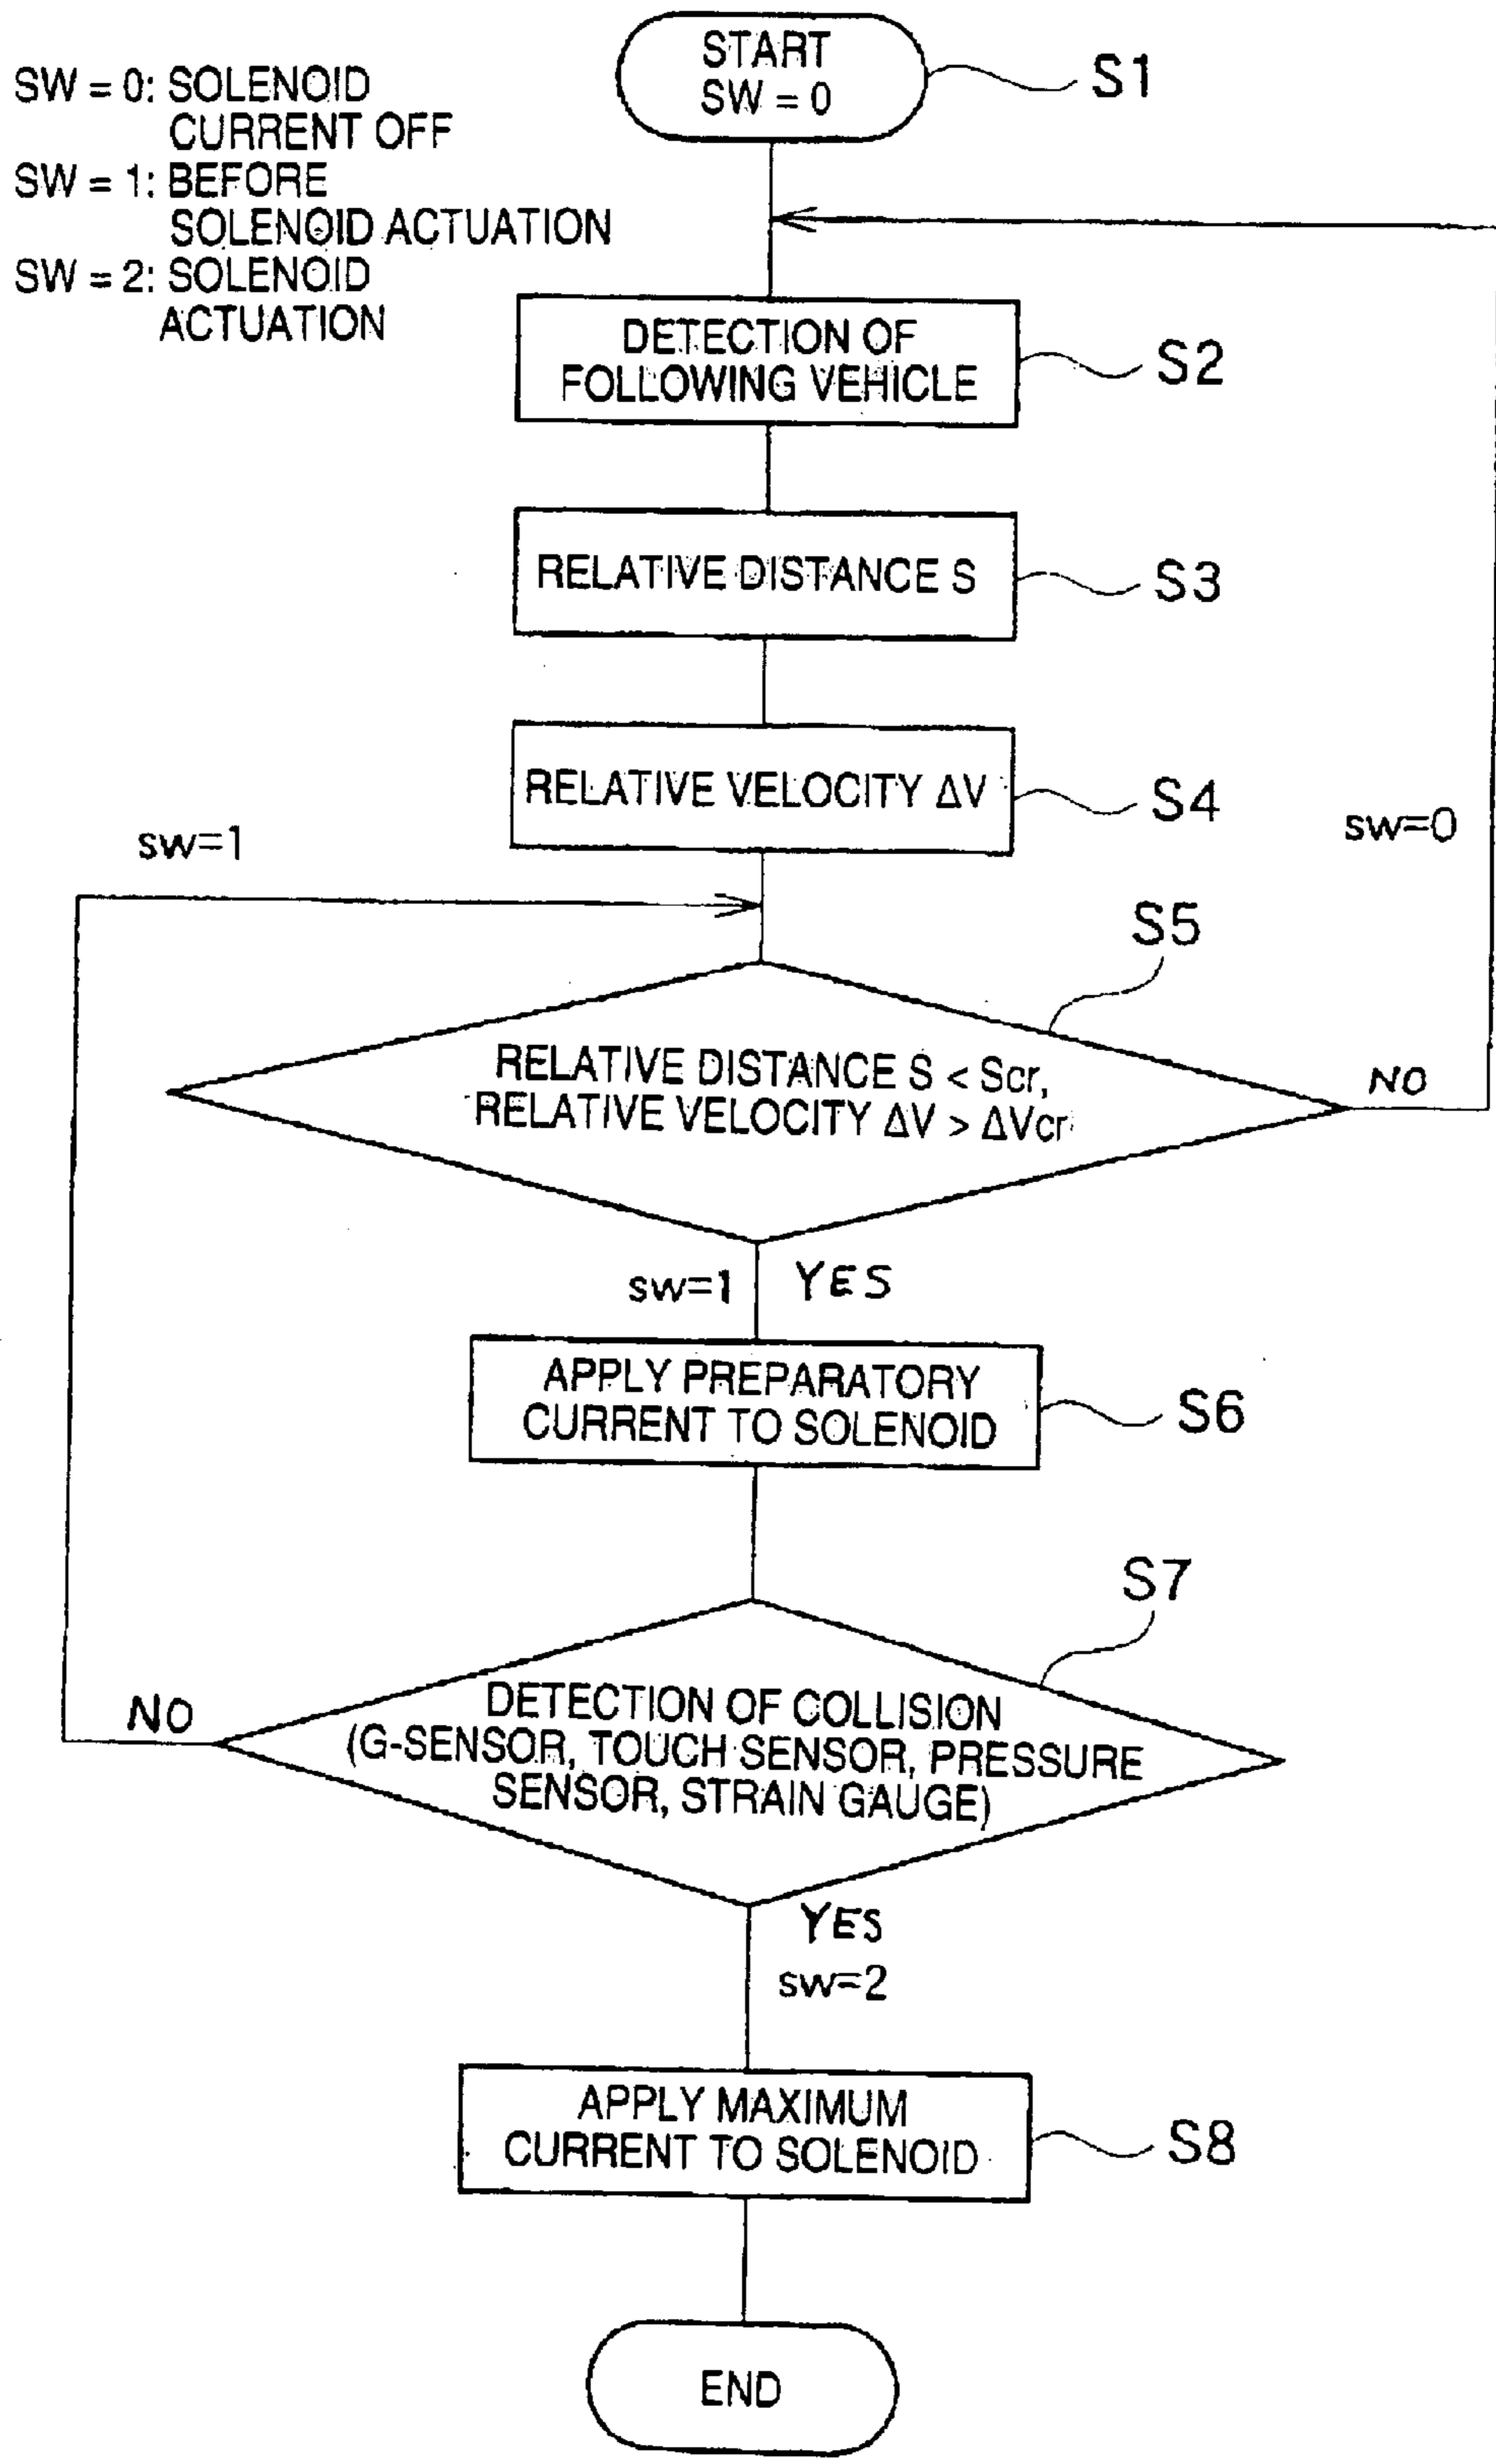 SW = 0: SOLENOID
CURRENT OFF
SW = 1: BEFORE
SOLENOID ACTUATION
SW = 2: SOLENOID
ACTUATION
START
SW = 0
S1
DETECTION OF
FOLLOWING VEHICLE
S2
RELATIVE DISTANCE S
S3
RELATIVE VELOCITY ΔV
S4
sw=1
sw=0
S5
RELATIVE DISTANCE S < Scr,
RELATIVE VELOCITY ΔV > ΔVcr
NO
sw=1
YES
APPLY PREPARATORY
CURRENT TO SOLENOID
S6
S7
DETECTION OF COLLISION
(G-SENSOR, TOUCH SENSOR, PRESSURE
SENSOR, STRAIN GAUGE)
NO
YES
sw=2
APPLY MAXIMUM
CURRENT TO SOLENOID
S8
END